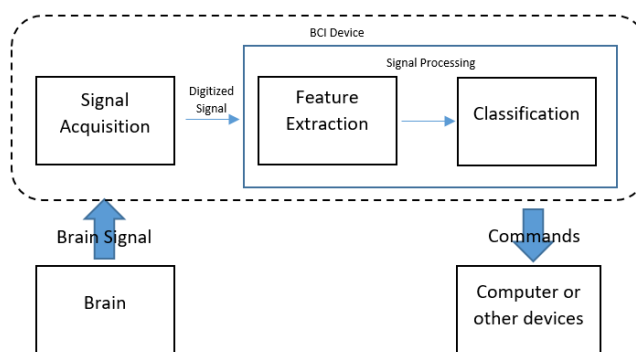 BCI Device
Signal Processing
Signal
Acquisition
Digitized
Signal
Feature
Extraction
Classification
Brain Signal
Commands
Brain
Computer or
other devices